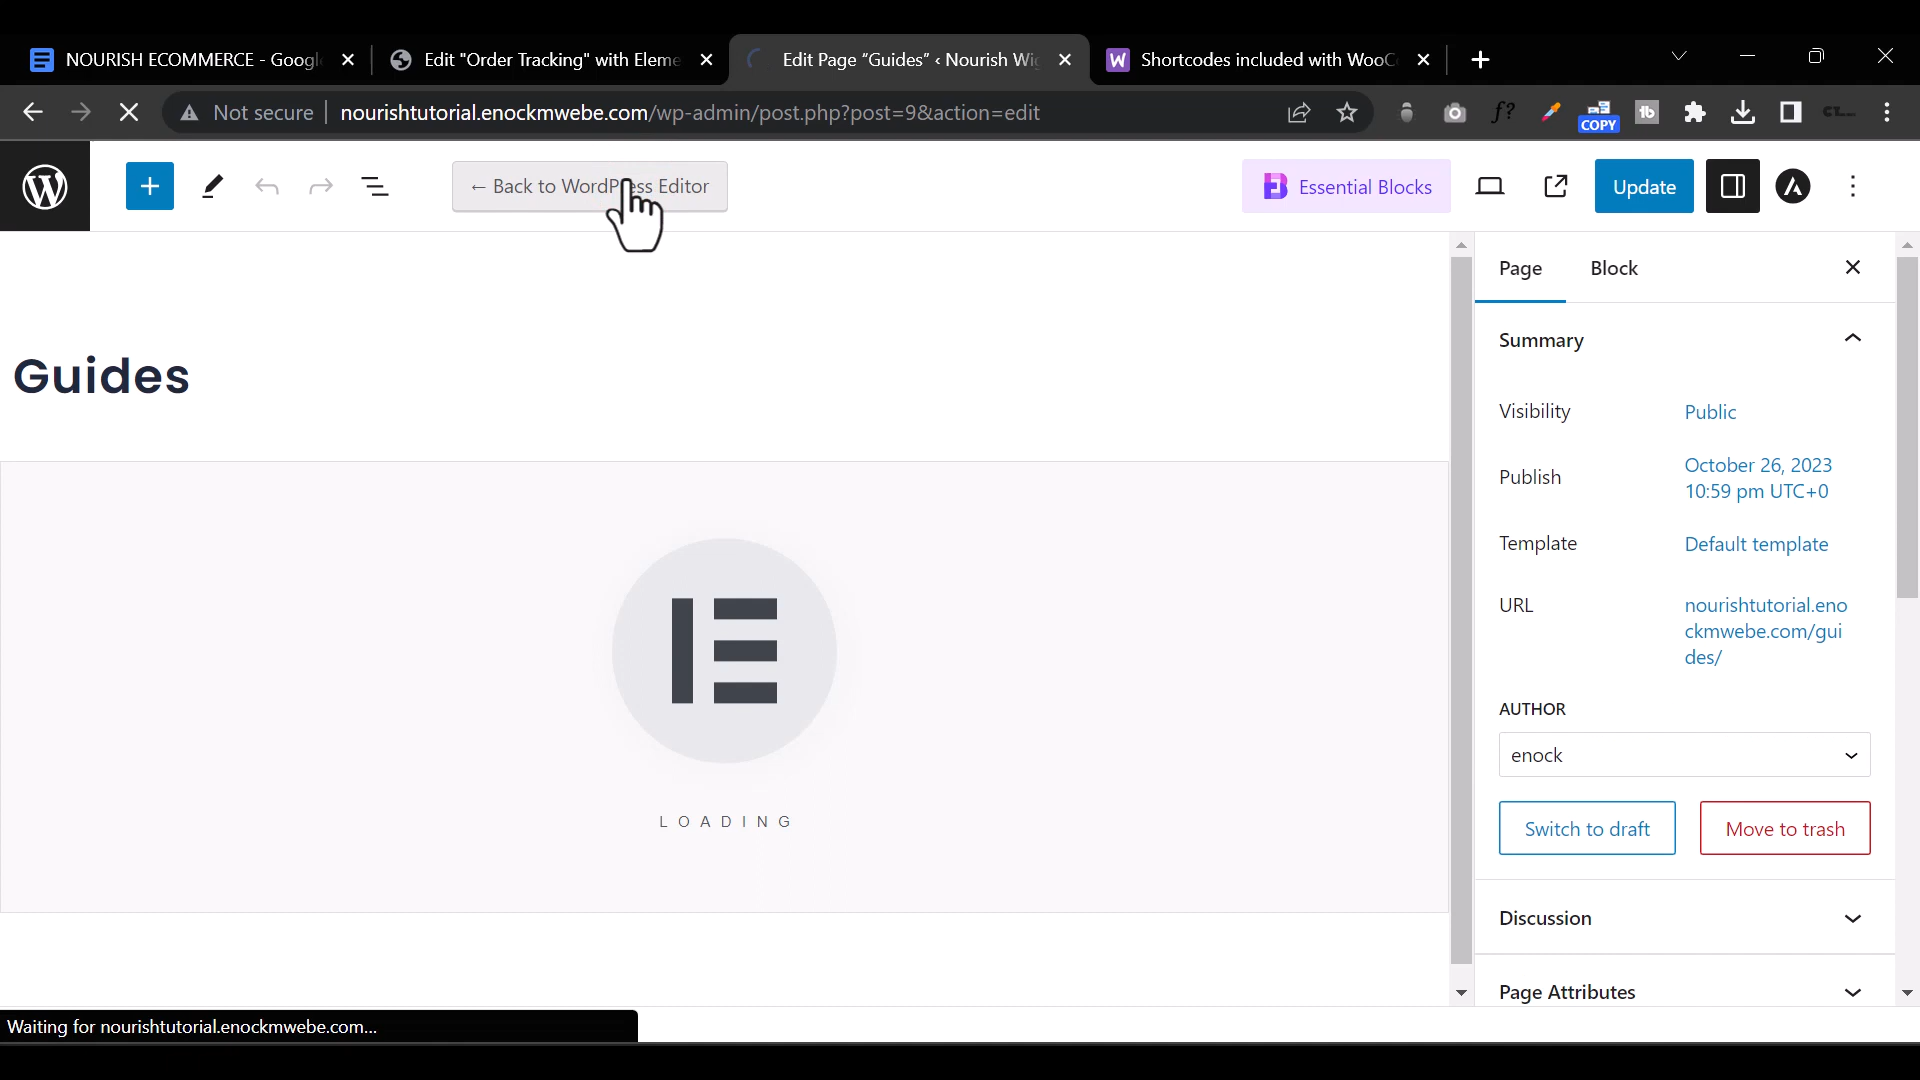 NOURISH ECOMMERCE - Googl
Edit "Order Tracking" with Eleme
Edit Page “Guides” ‹ Nourish Wi
Shortcodes included with WooC
Not secure
nourishtutorial.enockmwebe.com/wp-admin/post.php?post=9&action=edit
f?
COPY
tb
+
← Back to WordPress Editor
Essential Blocks
Update
Page
Block
Guides
Summary
Visibility
Public
Publish
October 26, 2023
10:59 pm UTC+0
Template
Default template
URL
nourishtutorial.eno
ckmwebe.com/gui
des/
AUTHOR
enock
LOADING
Switch to draft
Move to trash
Discussion
Page Attributes
Waiting for nourishtutorial.enockmwebe.com...